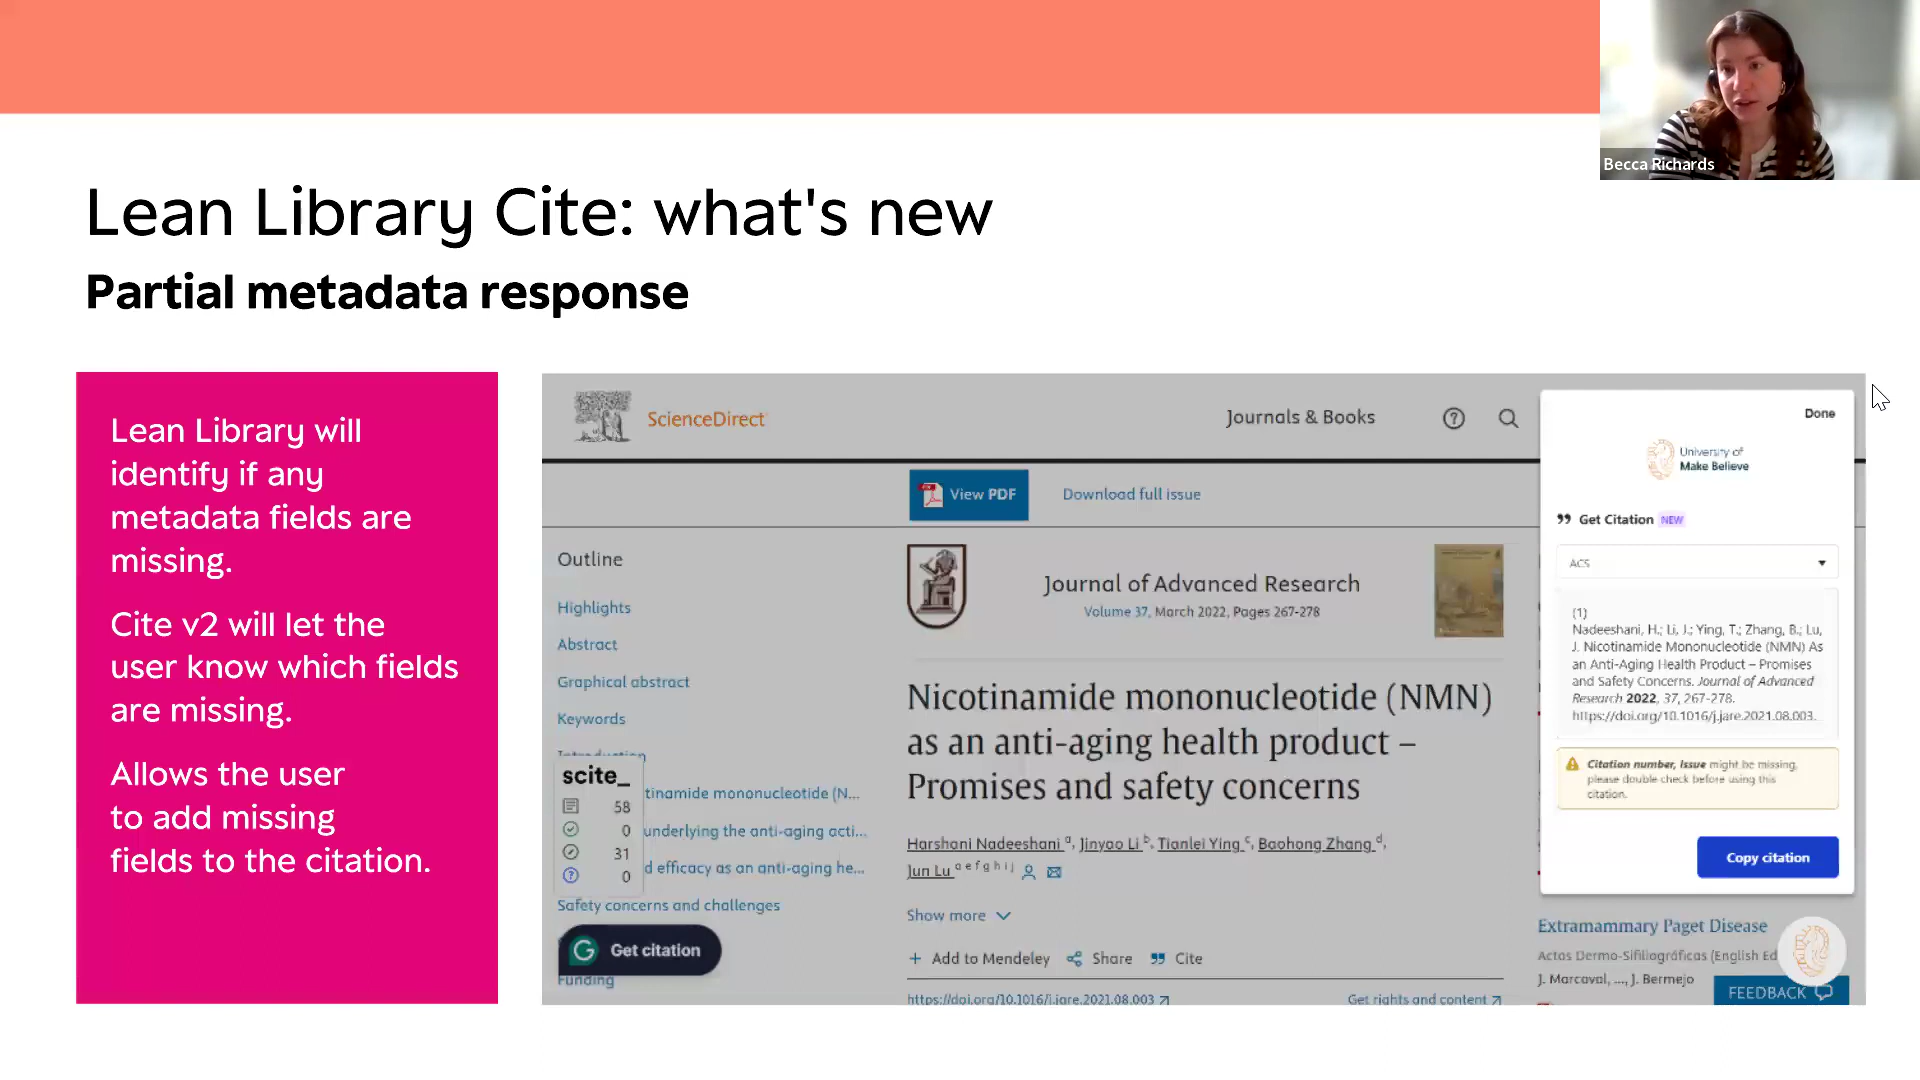 Becca Richards
Lean Library Cite: what's new
Partial metadata response
Lean Library will
identify if any
metadata fields are
missing.
Cite v2 will let the
user know which fields
are missing.
Allows the user
to add missing
fields to the citation.
ScienceDirect
Journals & Books
View PDF
Download full issue
Outline
Highlights
Abstract
Graphical abstract
Keywords
Introduction
scite_
58
0
31
0
tinamide mononucleotide (N...
underlying the anti-aging acti...
d efficacy as an anti-aging he...
Safety concerns and challenges
Get citation
Funding
Journal of Advanced Research
Volume 37, March 2022, Pages 267-278
Nicotinamide mononucleotide (NMN)
as an anti-aging health product –
Promises and safety concerns
Harshani Nadeeshani a, Jinyao Li b, Tianlei Ying c, Baohong Zhang d,
Jun Lu a e f g h i j
Show more
Add to Mendeley
Share
Cite
https://doi.org/10.1016/j.jare.2021.08.003
Get rights and content
Done
University of
Make Believe
Get Citation NEW
ACS
(1)
Nadeeshani, H.; Li, J.; Ying, T.; Zhang, B.; Lu,
J. Nicotinamide Mononucleotide (NMN) As
an Anti-Aging Health Product – Promises
and Safety Concerns. Journal of Advanced
Research 2022, 37, 267-278.
https://doi.org/10.1016/j.jare.2021.08.003.
Citation number, Issue might be missing,
please double check before using this
citation.
Copy citation
Extramammary Paget Disease
Actas Dermo-Sifiliográficas (English Ed
J. Marcoval, ..., J. Bermejo
FEEDBACK